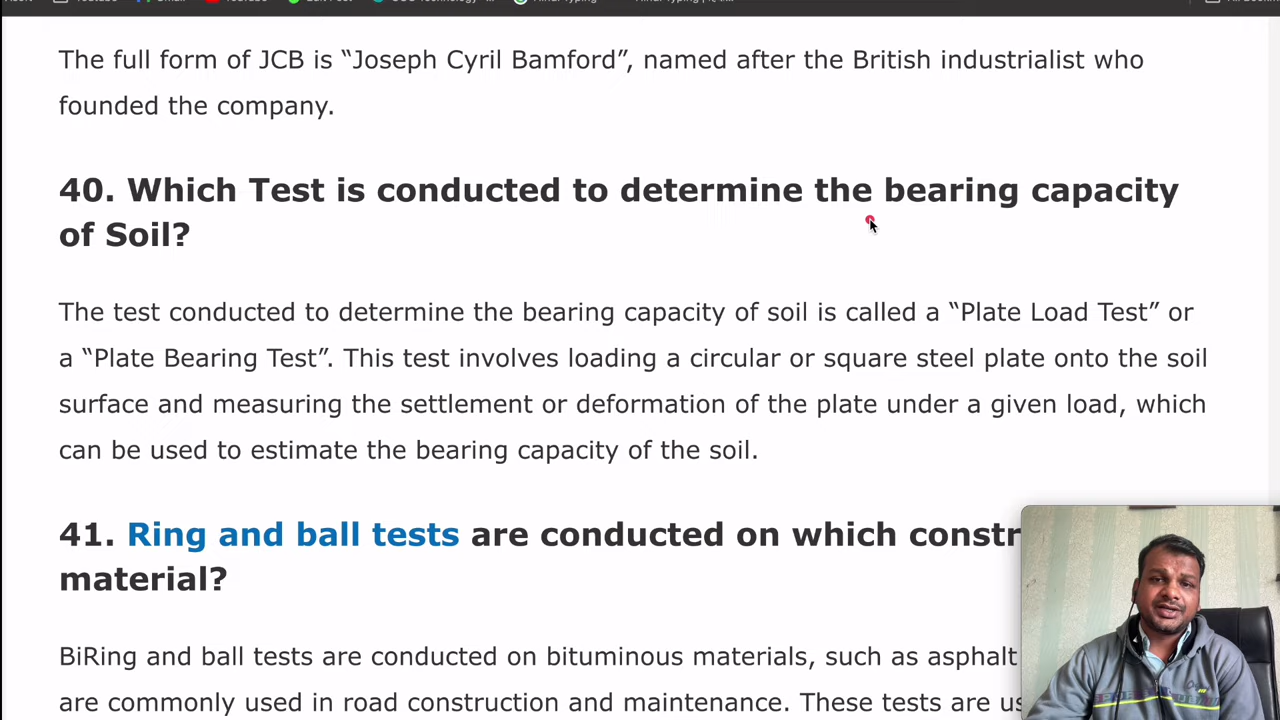 The full form of JCB is “Joseph Cyril Bamford”, named after the British industrialist who
founded the company.
40. Which Test is conducted to determine the bearing capacity
of Soil?
The test conducted to determine the bearing capacity of soil is called a “Plate Load Test” or
a “Plate Bearing Test”. This test involves loading a circular or square steel plate onto the soil
surface and measuring the settlement or deformation of the plate under a given load, which
can be used to estimate the bearing capacity of the soil.
41. Ring and ball tests are conducted on which constr
material?
BiRing and ball tests are conducted on bituminous materials, such as asphalt
are commonly used in road construction and maintenance. These tests are us